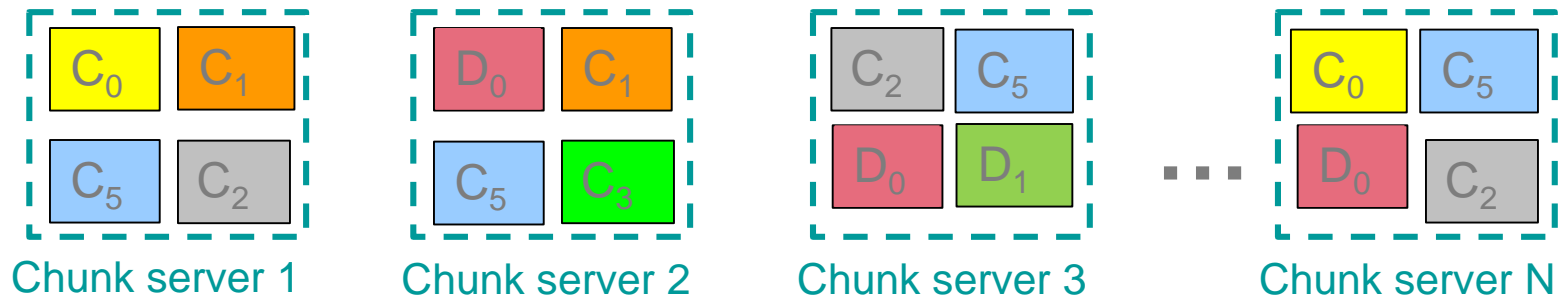 C0 C1 D0 C1 C2 C5 C0 C5
C5 C2 C5 C3 D0 D1 ... D0 C2
Chunk server 1 Chunk server 2 Chunk server 3 Chunk server N